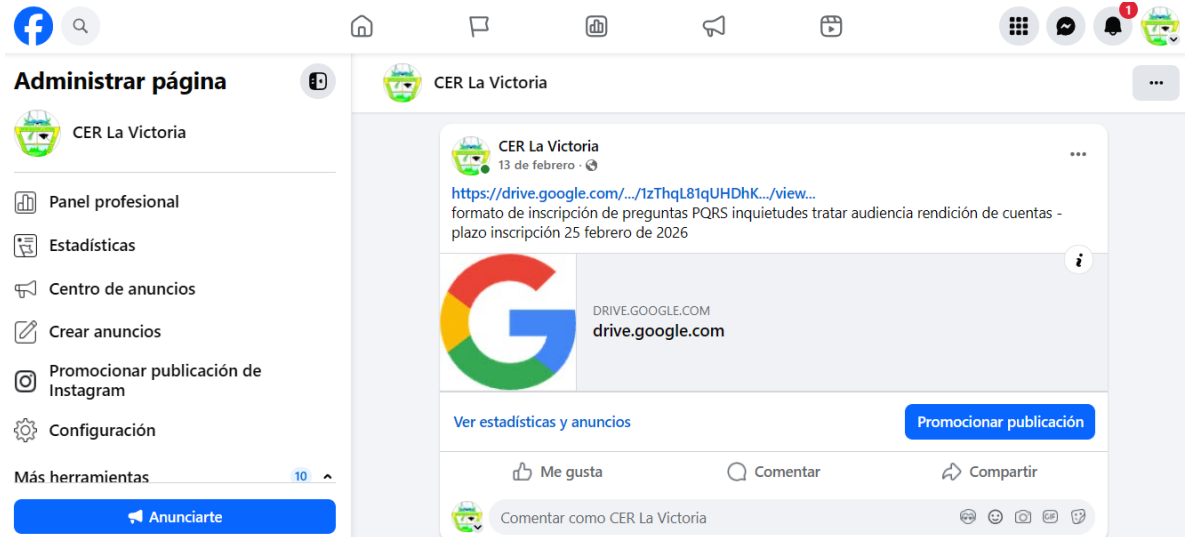 1
Administrar página
CER La Victoria
Panel profesional
Estadísticas
Centro de anuncios
Crear anuncios
Promocionar publicación de
Instagram
Configuración
Más herramientas 10
Anunciarte
CER La Victoria
CER La Victoria
13 de febrero ·
https://drive.google.com/.../1zThqL81qUHDhK.../view...
formato de inscripción de preguntas PQRS inquietudes tratar audiencia rendición de cuentas -
plazo inscripción 25 febrero de 2026
DRIVE.GOOGLE.COM
drive.google.com
Ver estadísticas y anuncios
Promocionar publicación
Me gusta
Comentar
Compartir
Comentar como CER La Victoria
GIF